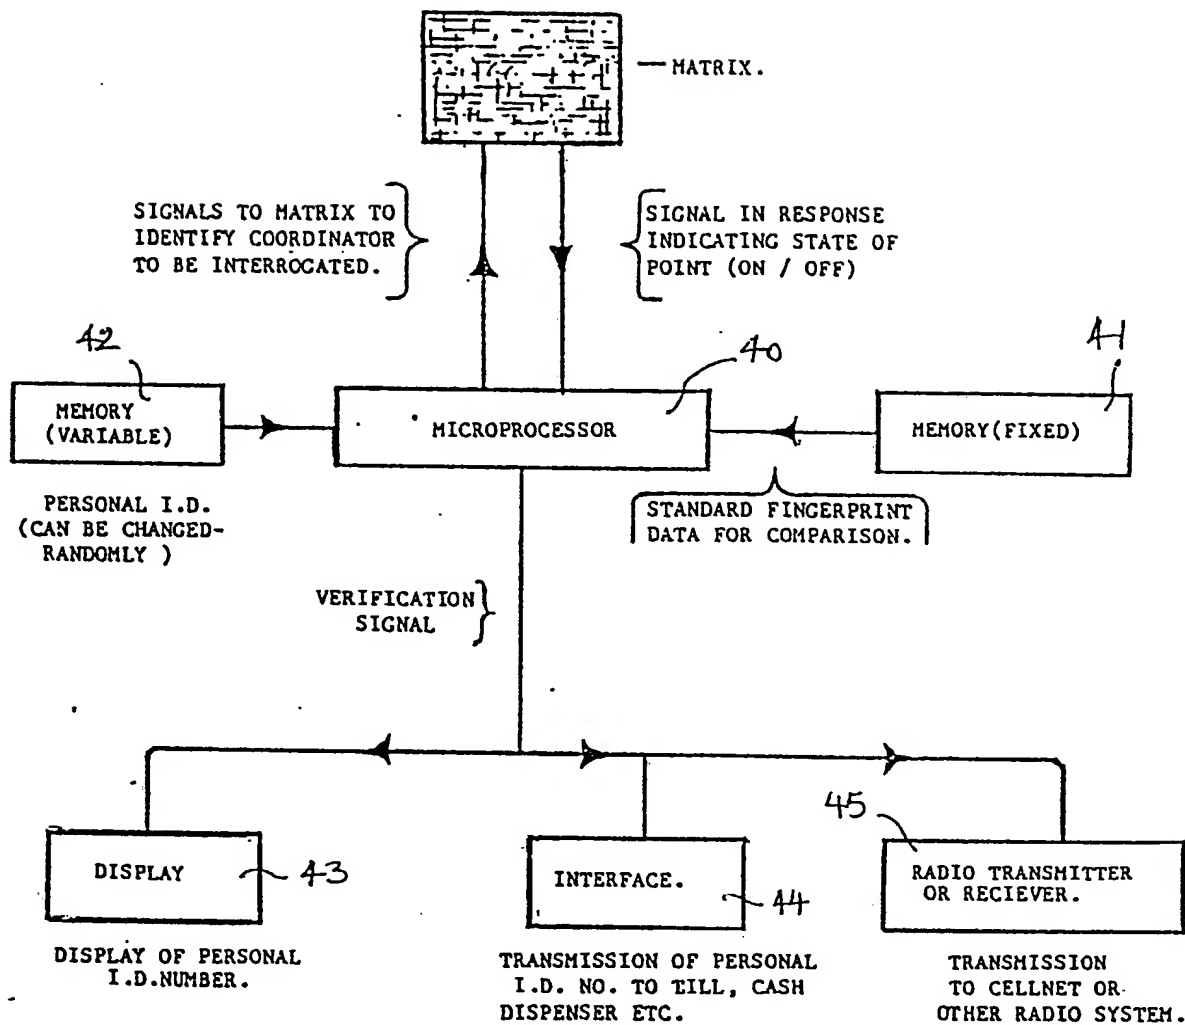 MATRIX.
SIGNALS TO MATRIX TO
IDENTIFY COORDINATOR
TO BE INTERROGATED.
SIGNAL IN RESPONSE
INDICATING STATE OF
POINT (ON / OFF)
42
40
41
MEMORY
(VARIABLE)
MICROPROCESSOR
MEMORY(FIXED)
PERSONAL I.D.
(CAN BE CHANGED-
RANDOMLY )
STANDARD FINGERPRINT
DATA FOR COMPARISON.
VERIFICATION
SIGNAL
45
DISPLAY
43
INTERFACE.
44
RADIO TRANSMITTER
OR RECIEVER.
DISPLAY OF PERSONAL
I.D.NUMBER.
TRANSMISSION OF PERSONAL
I.D. NO. TO TILL, CASH
DISPENSER ETC.
TRANSMISSION
TO CELLNET OR
OTHER RADIO SYSTEM.